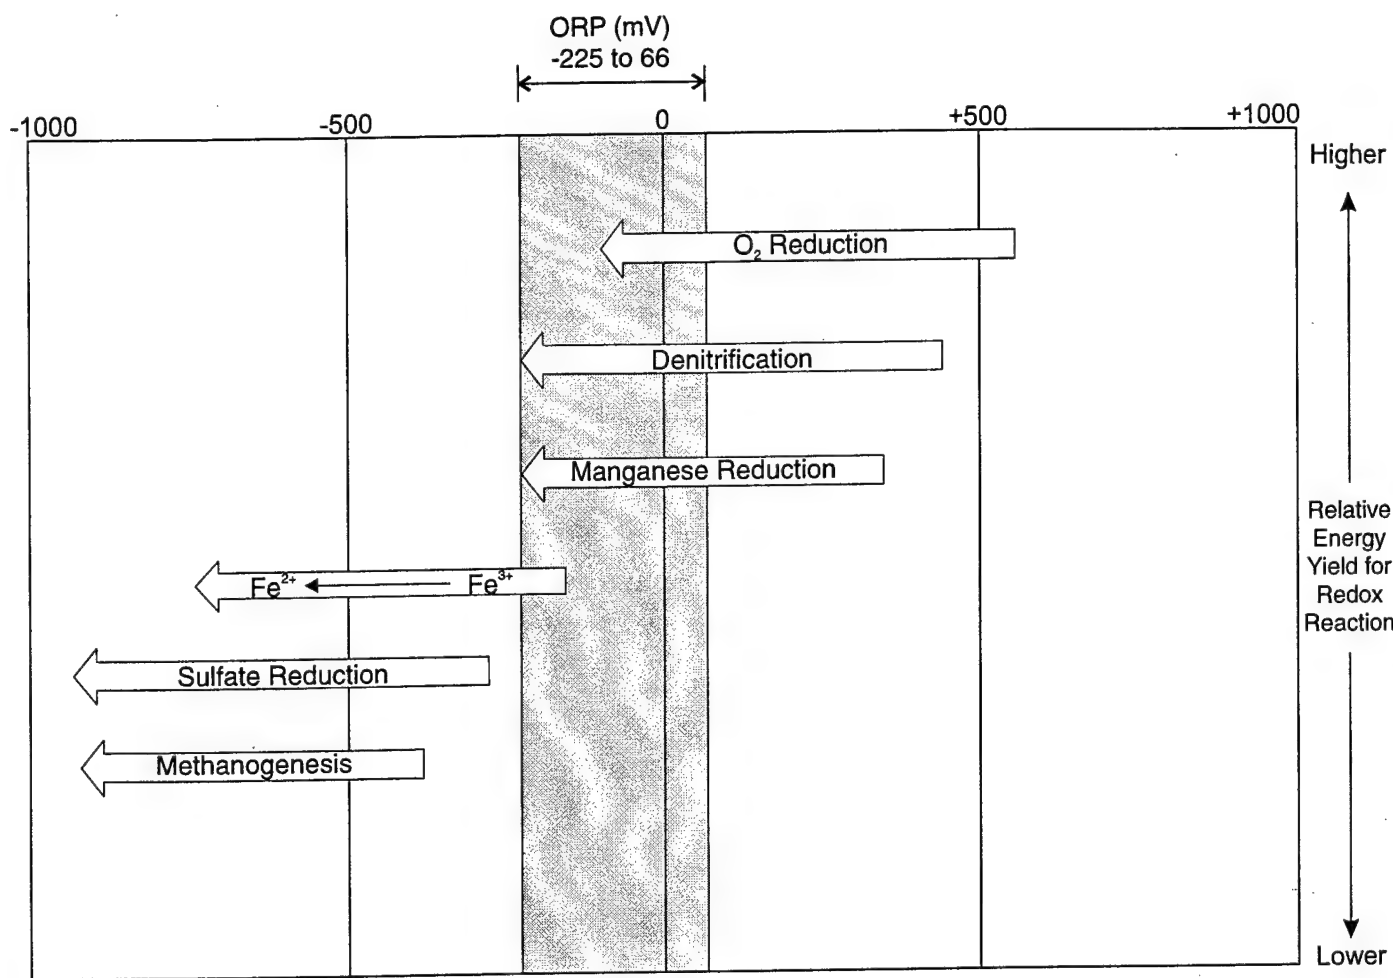 ORP (mV)
-225 to 66
-1000
-500
0
+500
+1000
Higher
O₂ Reduction
Denitrification
Manganese Reduction
Relative
Energy
Yield for
Redox
Reaction
Fe²⁺
Fe³⁺
Sulfate Reduction
Methanogenesis
Lower